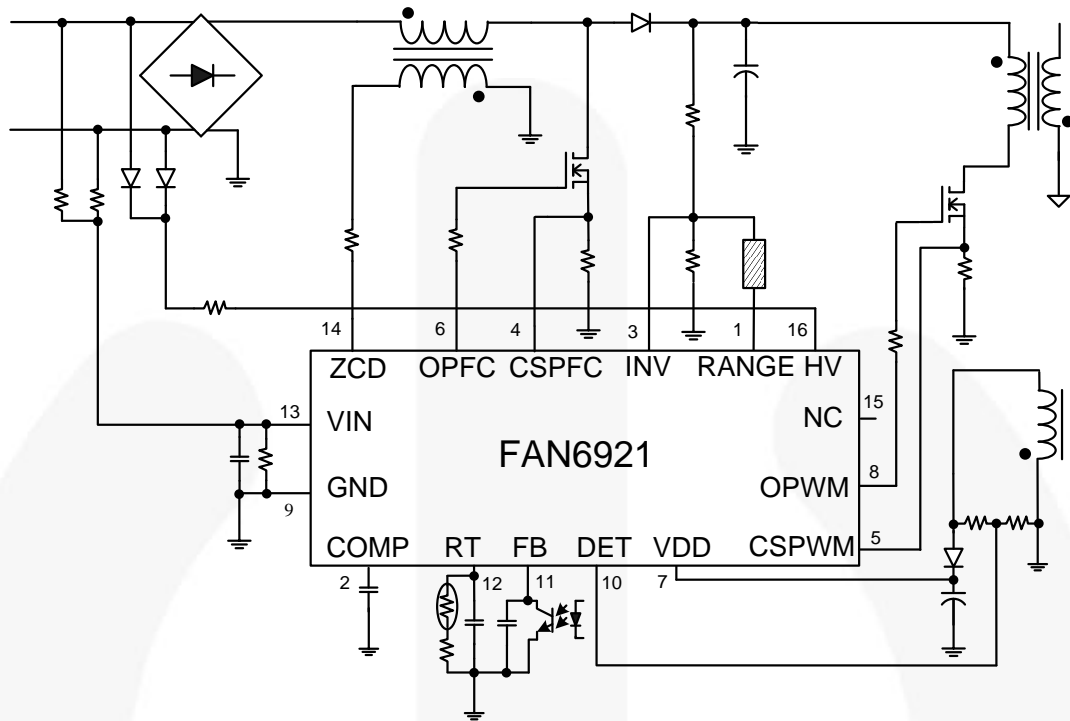 14 6 4 3 1 16
ZCD OPFC CSPFC INV RANGE HV
13 VIN NC 15
FAN6921
GND OPWM 8
9
COMP RT FB DET VDD CSPWM 5
2 12 11 10 7